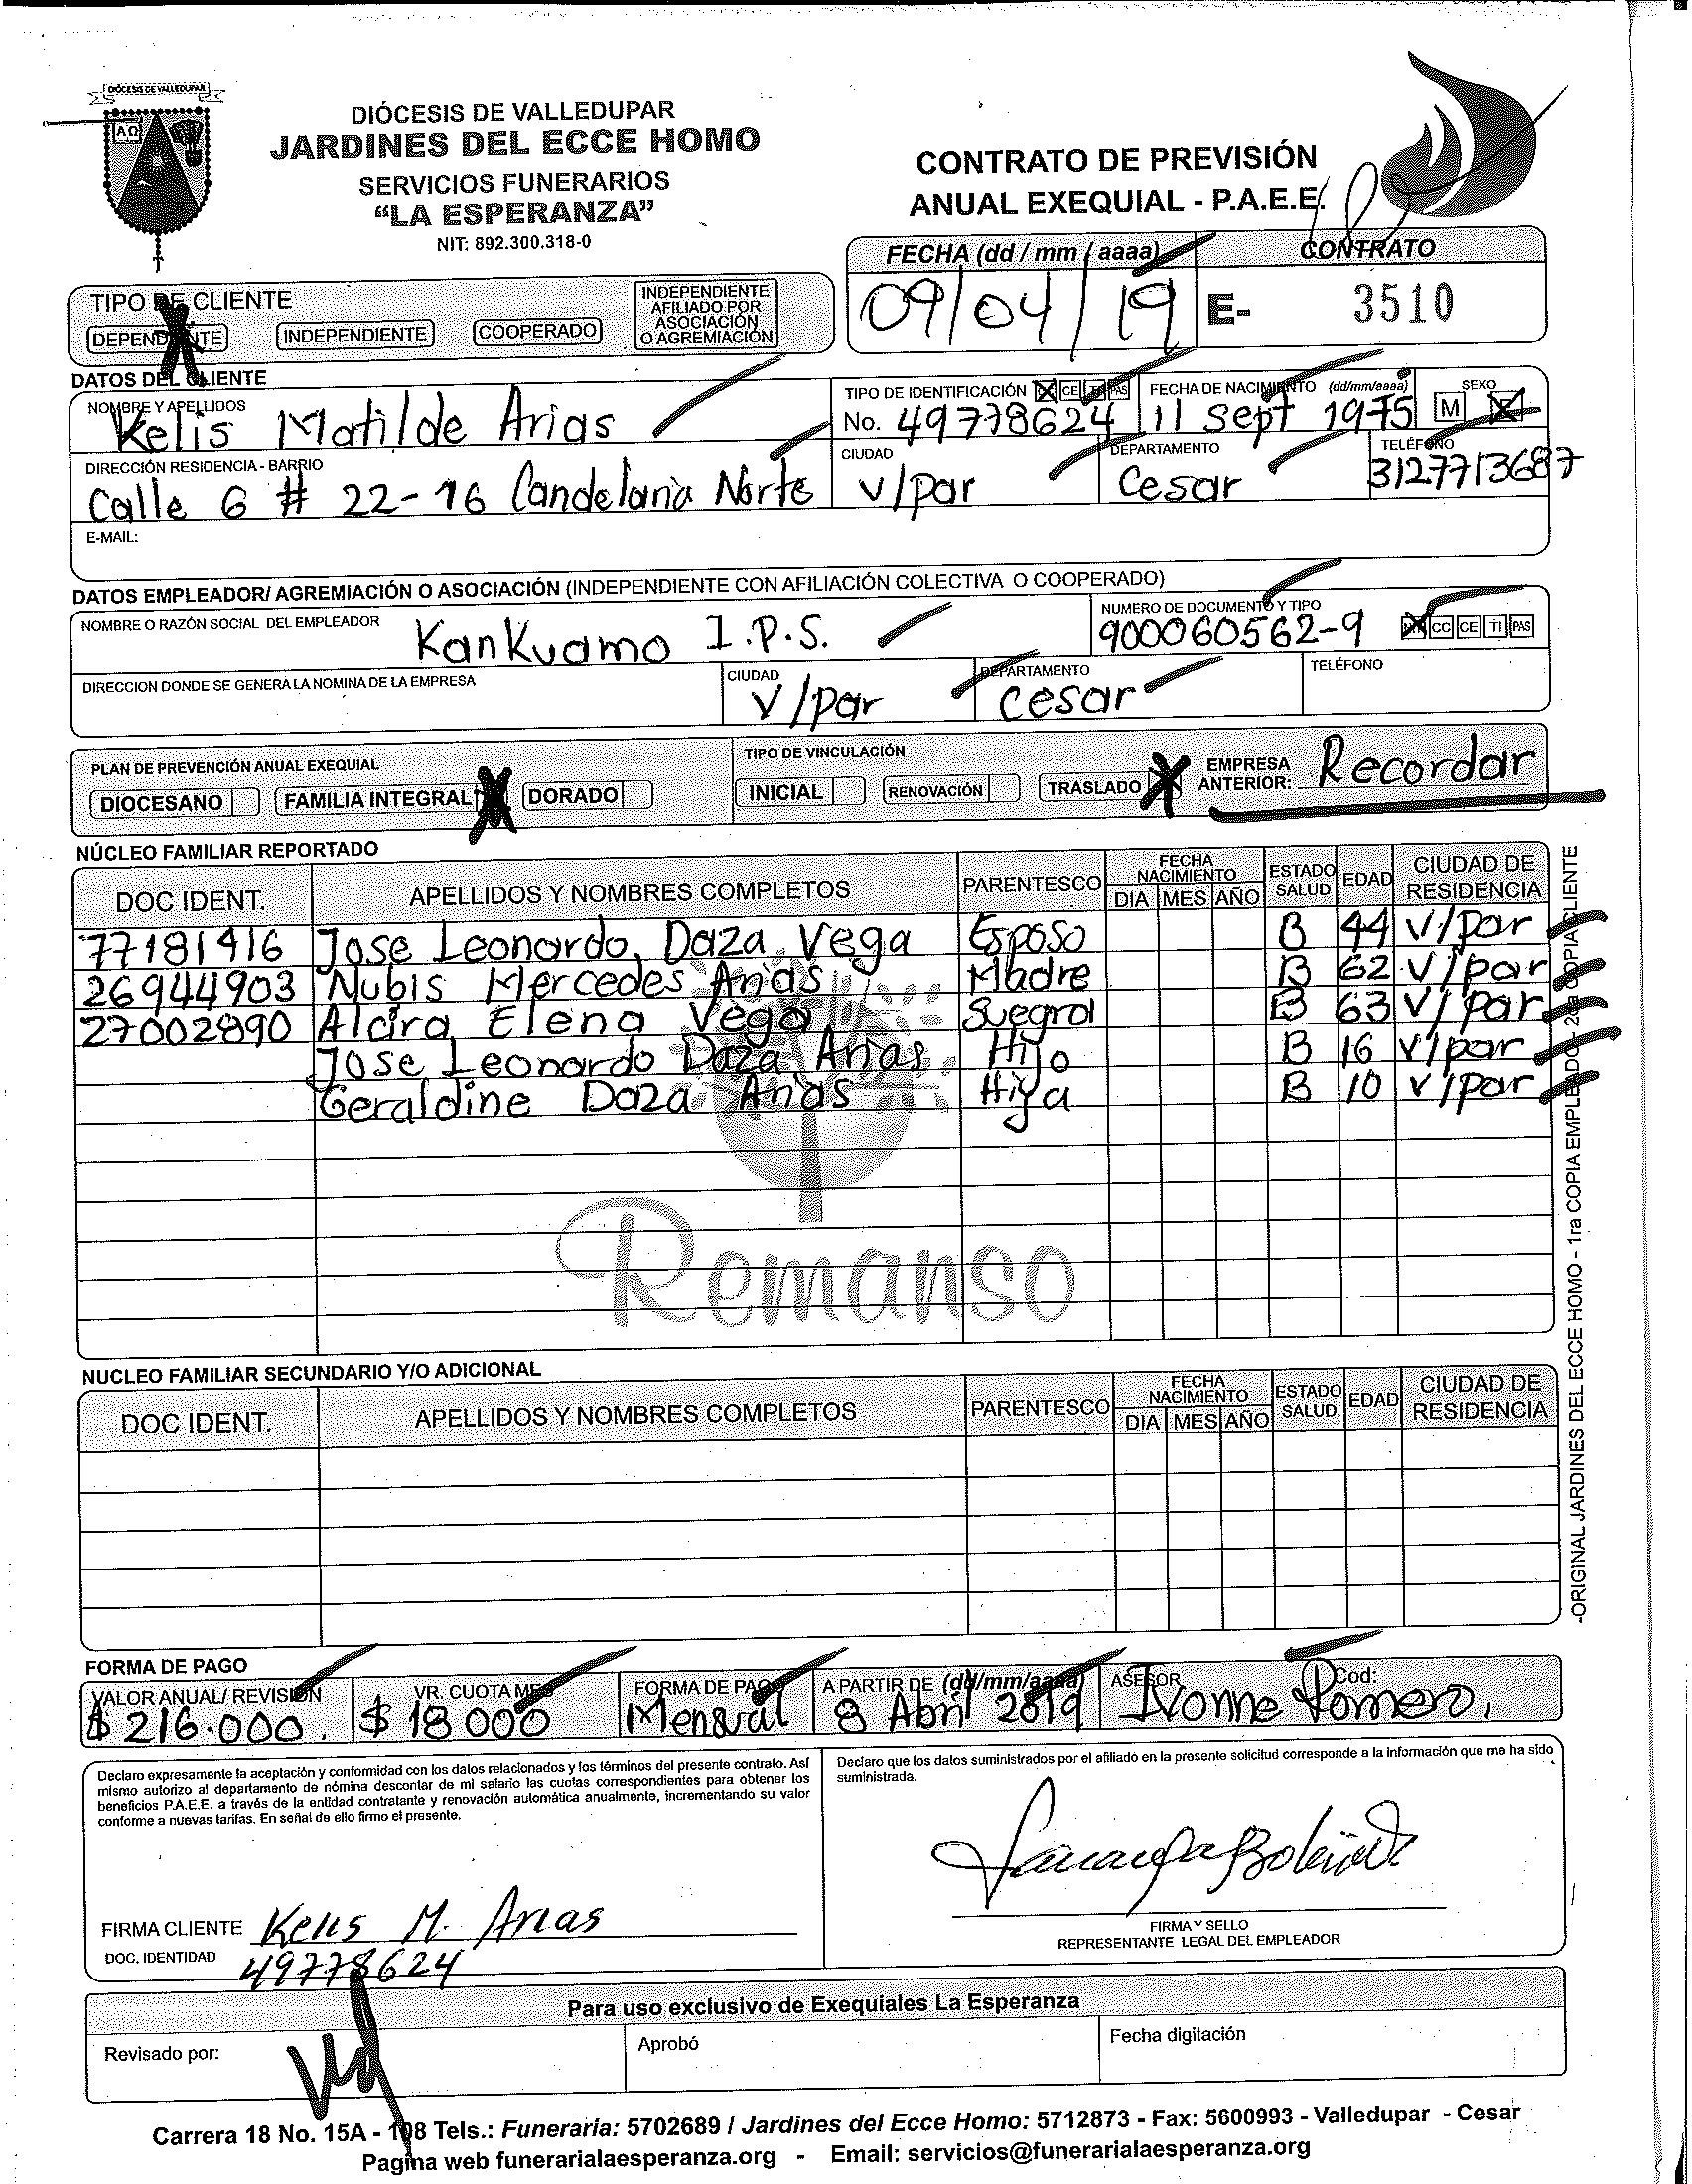 DIÓCESIS DE VALLEDUPAR
AΩ
DIÓCESIS DE VALLEDUPAR
JARDINES DEL ECCE HOMO
SERVICIOS FUNERARIOS
“LA ESPERANZA”
NIT: 892.300.318-0
CONTRATO DE PREVISIÓN
ANUAL EXEQUIAL - P.A.E.E.
FECHA (dd / mm / aaaa) CONTRATO
09/04/19 E- 3510
TIPO DE CLIENTE
DEPENDIENTE INDEPENDIENTE COOPERADO INDEPENDIENTE AFILIADO POR ASOCIACIÓN O AGREMIACIÓN
DATOS DEL CLIENTE
NOMBRE Y APELLIDOS TIPO DE IDENTIFICACIÓN CE TI PAS FECHA DE NACIMIENTO (dd/mm/aaaa) SEXO
Kelis Matilde Arias No. 49778624 11 Sept 1975 M
DIRECCIÓN RESIDENCIA - BARRIO CIUDAD DEPARTAMENTO TELÉFONO
Calle 6 # 22-16 Candelaria Norte v/par Cesar 3127713687
E-MAIL:
DATOS EMPLEADOR/ AGREMIACIÓN O ASOCIACIÓN (INDEPENDIENTE CON AFILIACIÓN COLECTIVA O COOPERADO)
NOMBRE O RAZÓN SOCIAL DEL EMPLEADOR NUMERO DE DOCUMENTO Y TIPO
Kankuamo I.P.S. 900060562-9 CC CE TI PAS
DIRECCION DONDE SE GENERA LA NOMINA DE LA EMPRESA CIUDAD DEPARTAMENTO TELÉFONO
v/par cesar
PLAN DE PREVENCIÓN ANUAL EXEQUIAL TIPO DE VINCULACIÓN
DIOCESANO FAMILIA INTEGRAL DORADO INICIAL RENOVACIÓN TRASLADO EMPRESA ANTERIOR: Recordar
NÚCLEO FAMILIAR REPORTADO
DOC IDENT. APELLIDOS Y NOMBRES COMPLETOS PARENTESCO FECHA NACIMIENTO DIA MES AÑO ESTADO SALUD EDAD CIUDAD DE RESIDENCIA
77181416 Jose Leonardo Daza Vega Esposo B 44 v/par
26944903 Nubis Mercedes Arias Madre B 62 v/par
27002890 Alcira Elena Vega Suegra B 63 v/par
Jose Leonardo Daza Arias Hijo B 16 v/par
Geraldine Daza Arias Hija B 10 v/par
Remanso
NUCLEO FAMILIAR SECUNDARIO Y/O ADICIONAL
DOC IDENT. APELLIDOS Y NOMBRES COMPLETOS PARENTESCO FECHA NACIMIENTO DIA MES AÑO ESTADO SALUD EDAD CIUDAD DE RESIDENCIA
-ORIGINAL JARDINES DEL ECCE HOMO - 1ra COPIA EMPLEADO - 2da COPIA CLIENTE
FORMA DE PAGO
VALOR ANUAL/ REVISIÓN VR. CUOTA MES FORMA DE PAGO A PARTIR DE (dd/mm/aaaa) ASESOR Cod:
$ 216.000. $ 18 000 Mensual 8 Abril 2019 Ivonne Romero.
Declaro expresamente la aceptación y conformidad con los datos relacionados y los términos del presente contrato. Así
mismo autorizo al departamento de nómina descontar de mi salario las cuotas correspondientes para obtener los
beneficios P.A.E.E. a través de la entidad contratante y renovación automática anualmente, incrementando su valor
conforme a nuevas tarifas. En señal de ello firmo el presente.
Declaro que los datos suministrados por el afiliado en la presente solicitud corresponde a la información que me ha sido
suministrada.
FIRMA CLIENTE Kelis M. Arias
DOC. IDENTIDAD 49778624
FIRMA Y SELLO
REPRESENTANTE LEGAL DEL EMPLEADOR
Para uso exclusivo de Exequiales La Esperanza
Revisado por: Aprobó Fecha digitación
Carrera 18 No. 15A - 108 Tels.: Funeraria: 5702689 / Jardines del Ecce Homo: 5712873 - Fax: 5600993 - Valledupar - Cesar
Pagina web funerarialaesperanza.org - Email: servicios@funerarialaesperanza.org